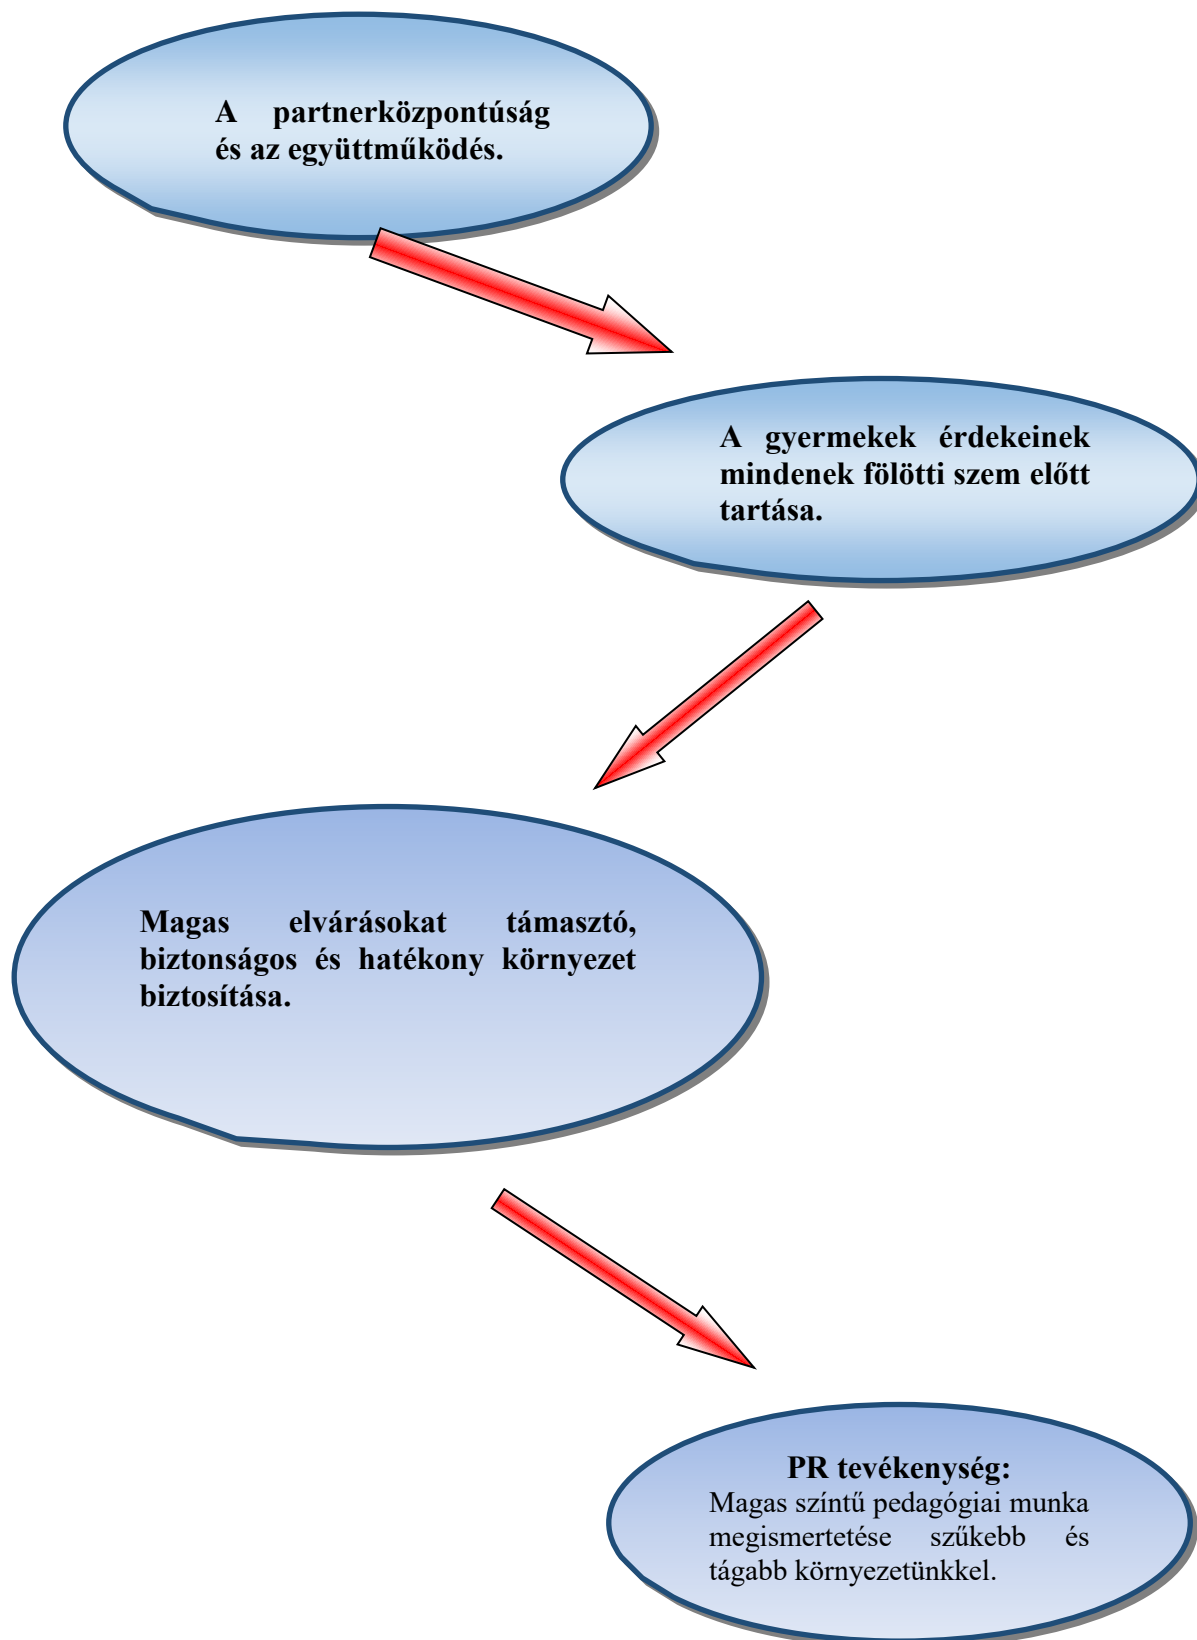 A partnerközpontúság
és az együttműködés.
A gyermekek érdekeinek
mindenek fölötti szem előtt
tartása.
Magas elvárásokat támasztó,
biztonságos és hatékony környezet
biztosítása.
PR tevékenység:
Magas színtű pedagógiai munka
megismertetése szűkebb és
tágabb környezetünkkel.